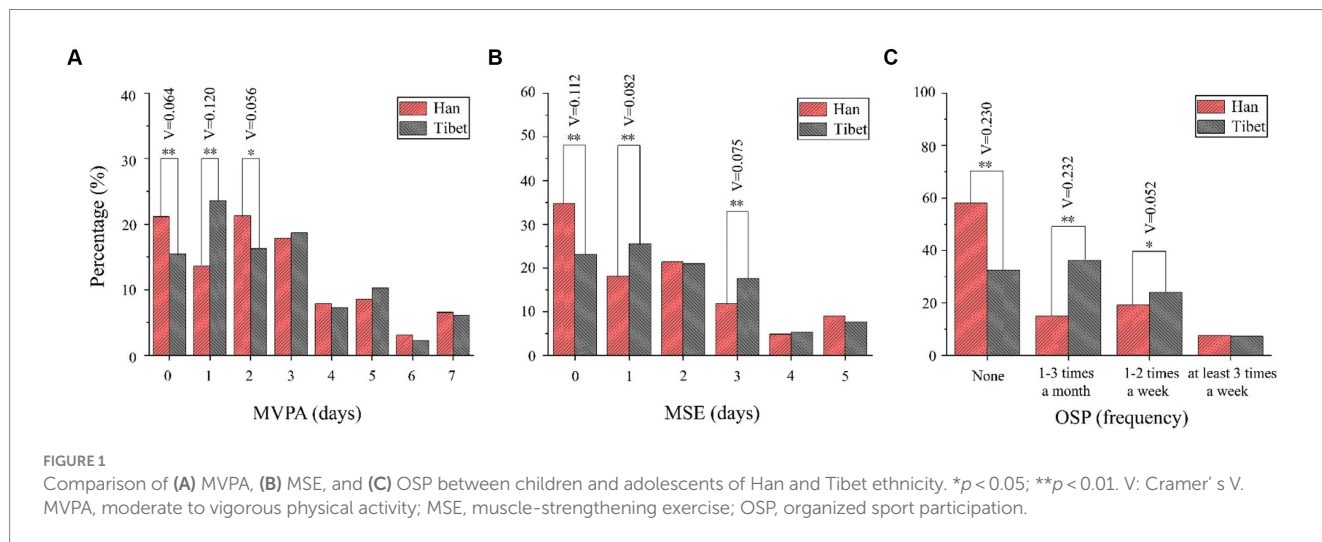 A
V=0.064
**
V=0.120
**
V=0.056
*
Han
Tibet
Percentage (%)
40
30
20
10
0
0 1 2 3 4 5 6 7
MVPA (days)
B
V=0.112
**
V=0.082
**
V=0.075
**
Han
Tibet
60
50
40
30
20
10
0
0 1 2 3 4 5
MSE (days)
C
V=0.230
**
V=0.232
**
V=0.052
*
Han
Tibet
100
80
60
40
20
0
None
1-3 times
a month
1-2 times
a week
at least 3 times
a week
OSP (frequency)
FIGURE 1
Comparison of (A) MVPA, (B) MSE, and (C) OSP between children and adolescents of Han and Tibet ethnicity. *p < 0.05; **p < 0.01. V: Cramer‘ s V.
MVPA, moderate to vigorous physical activity; MSE, muscle-strengthening exercise; OSP, organized sport participation.